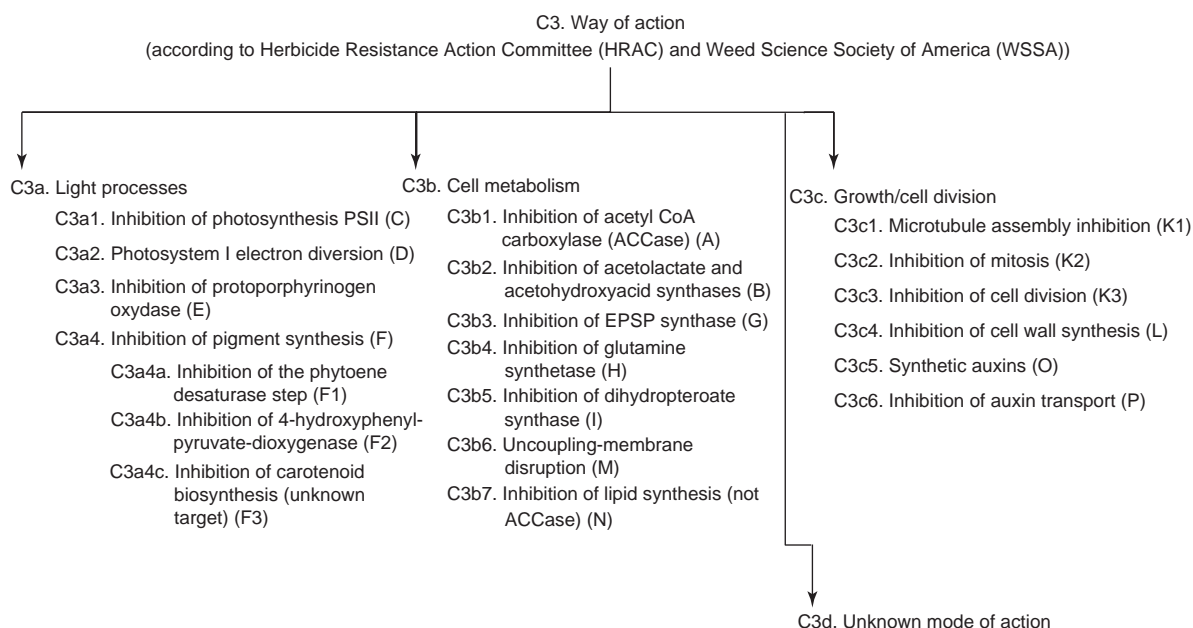 C3. Way of action
(according to Herbicide Resistance Action Committee (HRAC) and Weed Science Society of America (WSSA))
C3a. Light processes
C3a1. Inhibition of photosynthesis PSII (C)
C3a2. Photosystem I electron diversion (D)
C3a3. Inhibition of protoporphyrinogen
oxydase (E)
C3a4. Inhibition of pigment synthesis (F)
C3a4a. Inhibition of the phytoene
desaturase step (F1)
C3a4b. Inhibition of 4-hydroxyphenyl-
pyruvate-dioxygenase (F2)
C3a4c. Inhibition of carotenoid
biosynthesis (unknown
target) (F3)
C3b. Cell metabolism
C3b1. Inhibition of acetyl CoA
carboxylase (ACCase) (A)
C3b2. Inhibition of acetolactate and
acetohydroxyacid synthases (B)
C3b3. Inhibition of EPSP synthase (G)
C3b4. Inhibition of glutamine
synthetase (H)
C3b5. Inhibition of dihydropteroate
synthase (I)
C3b6. Uncoupling-membrane
disruption (M)
C3b7. Inhibition of lipid synthesis (not
ACCase) (N)
C3c. Growth/cell division
C3c1. Microtubule assembly inhibition (K1)
C3c2. Inhibition of mitosis (K2)
C3c3. Inhibition of cell division (K3)
C3c4. Inhibition of cell wall synthesis (L)
C3c5. Synthetic auxins (O)
C3c6. Inhibition of auxin transport (P)
C3d. Unknown mode of action